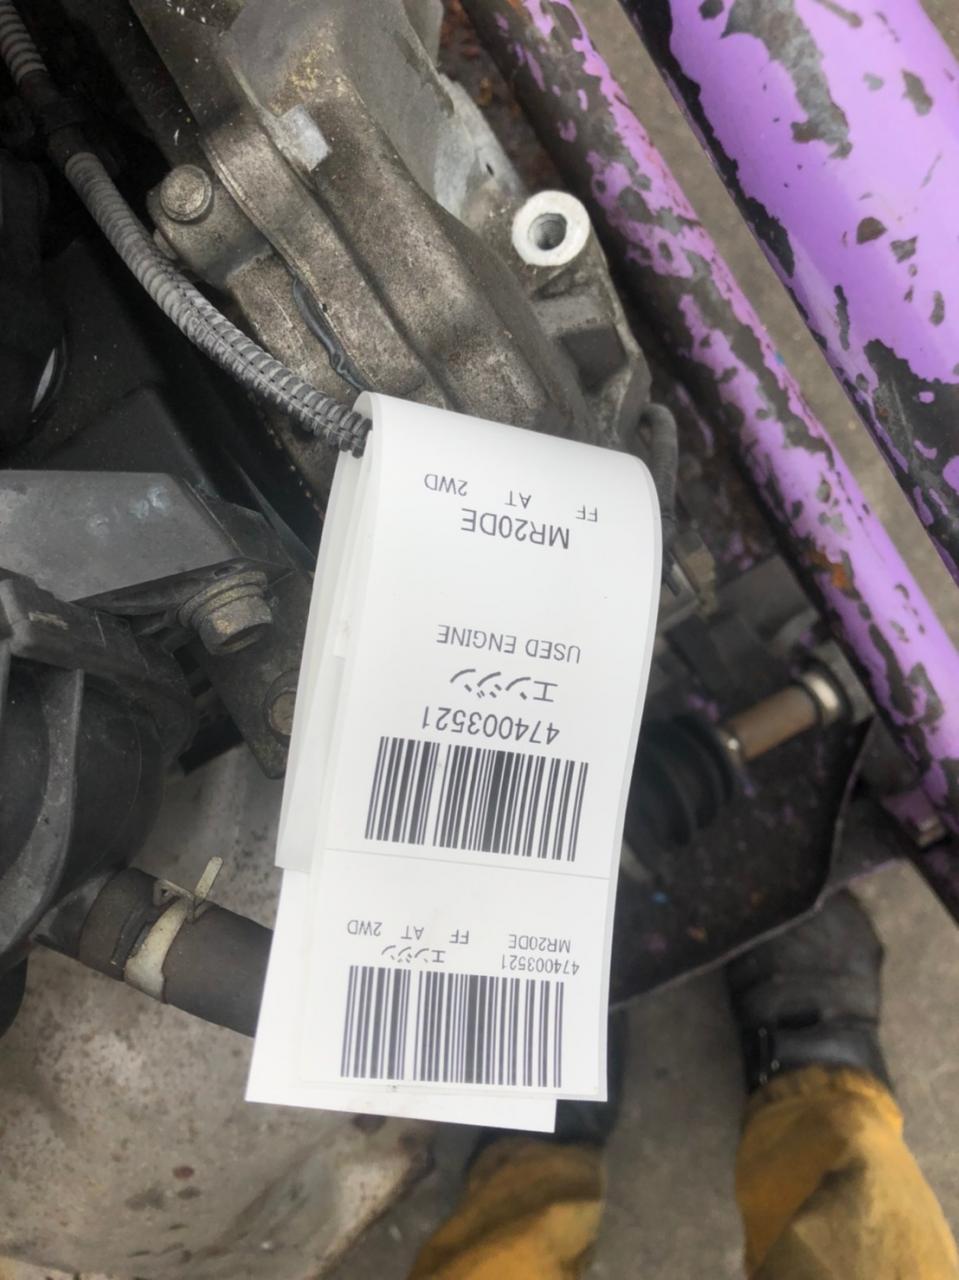 474003521
エンジン
USED ENGINE
MR20DE
FF AT 2WD
474003521 エンジン
MR20DE FF AT 2WD